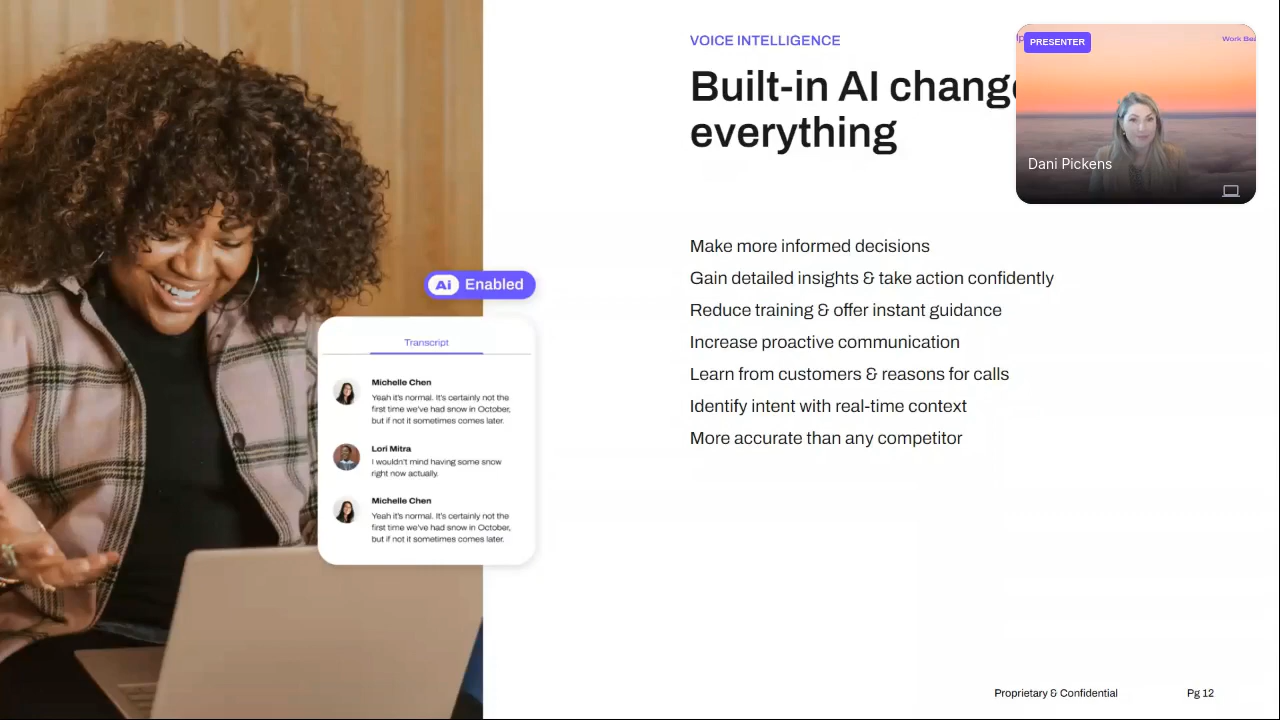 VOICE INTELLIGENCE
Built-in AI change
everything
PRESENTER
Work Bea
Dani Pickens
Make more informed decisions
Gain detailed insights & take action confidently
Reduce training & offer instant guidance
Increase proactive communication
Learn from customers & reasons for calls
Identify intent with real-time context
More accurate than any competitor
Ai Enabled
Transcript
Michelle Chen
Yeah it's normal. It's certainly not the
first time we've had snow in October,
but if not it sometimes comes later.
Lori Mitra
I wouldn't mind having some snow
right now actually.
Michelle Chen
Yeah it's normal. It's certainly not the
first time we've had snow in October,
but if not it sometimes comes later.
Proprietary & Confidential
Pg 12